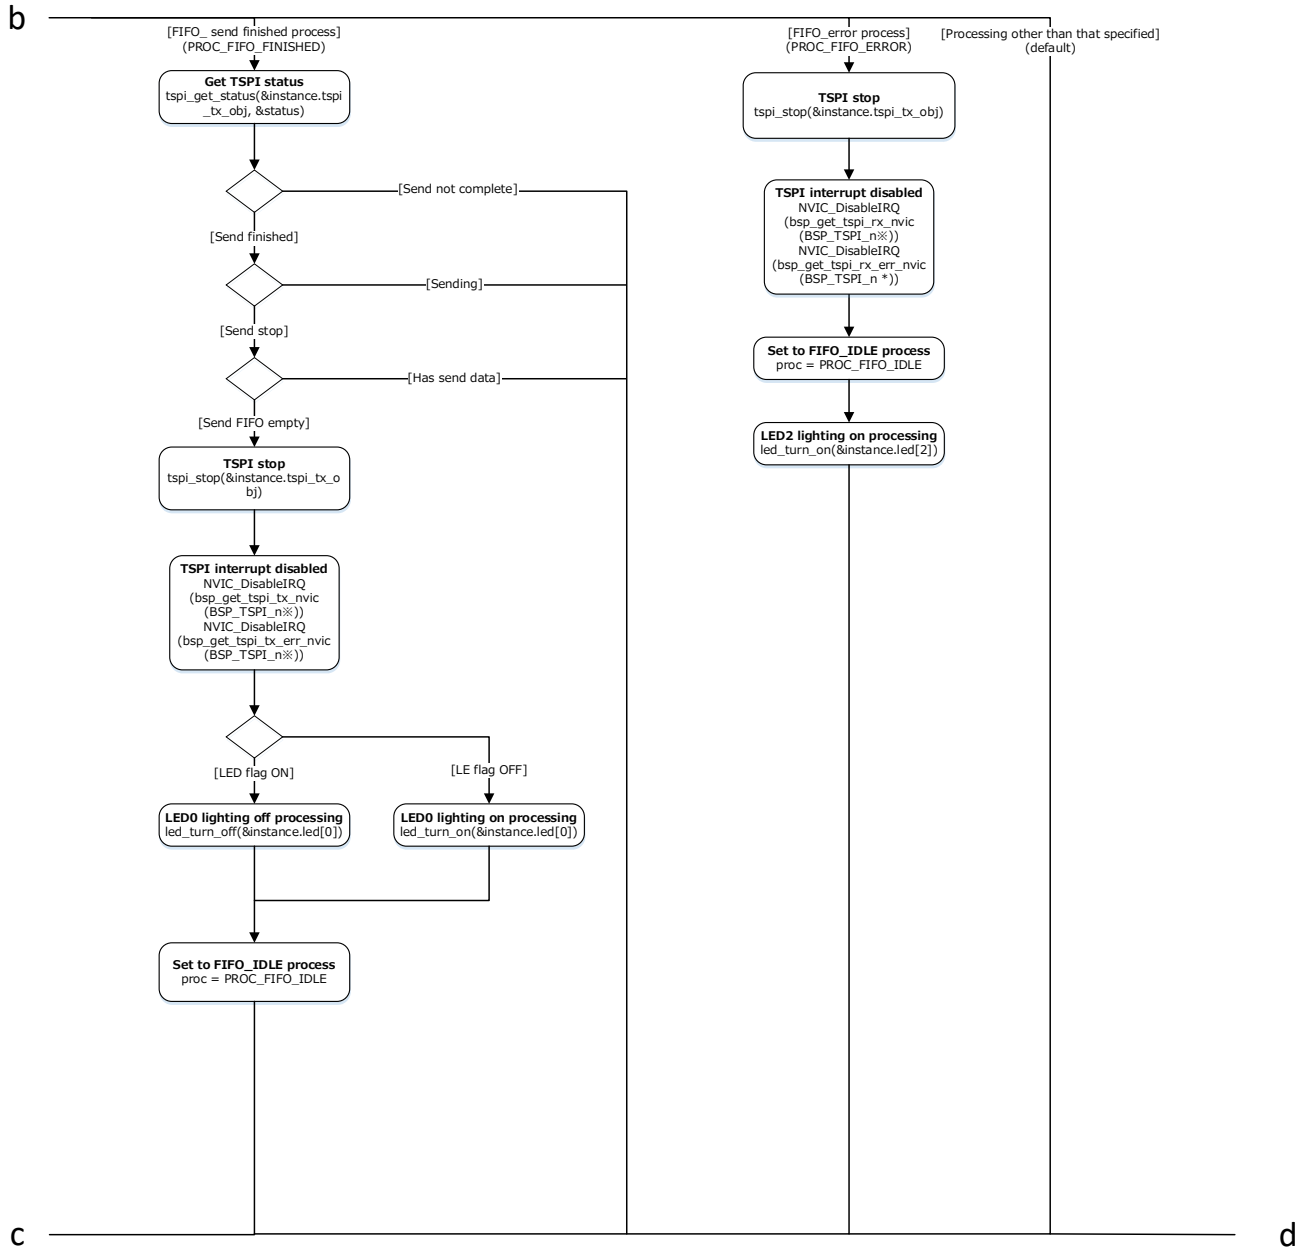 b
[FIFO_ send finished process]
(PROC_FIFO_FINISHED)
[FIFO_error process]
(PROC_FIFO_ERROR)
[Processing other than that specified]
(default)
Get TSPI status
tspi_get_status(&instance.tspi
_tx_obj, &status)
TSPI stop
tspi_stop(&instance.tspi_tx_obj)
[Send not complete]
TSPI interrupt disabled
NVIC_DisableIRQ
(bsp_get_tspi_rx_nvic
(BSP_TSPI_n※))
NVIC_DisableIRQ
(bsp_get_tspi_rx_err_nvic
(BSP_TSPI_n *))
[Send finished]
[Sending]
[Send stop]
Set to FIFO_IDLE process
proc = PROC_FIFO_IDLE
[Has send data]
[Send FIFO empty]
LED2 lighting on processing
led_turn_on(&instance.led[2])
TSPI stop
tspi_stop(&instance.tspi_tx_o
bj)
TSPI interrupt disabled
NVIC_DisableIRQ
(bsp_get_tspi_tx_nvic
(BSP_TSPI_n※))
NVIC_DisableIRQ
(bsp_get_tspi_tx_err_nvic
(BSP_TSPI_n※))
[LED flag ON]
[LE flag OFF]
LED0 lighting off processing
led_turn_off(&instance.led[0])
LED0 lighting on processing
led_turn_on(&instance.led[0])
Set to FIFO_IDLE process
proc = PROC_FIFO_IDLE
c
d